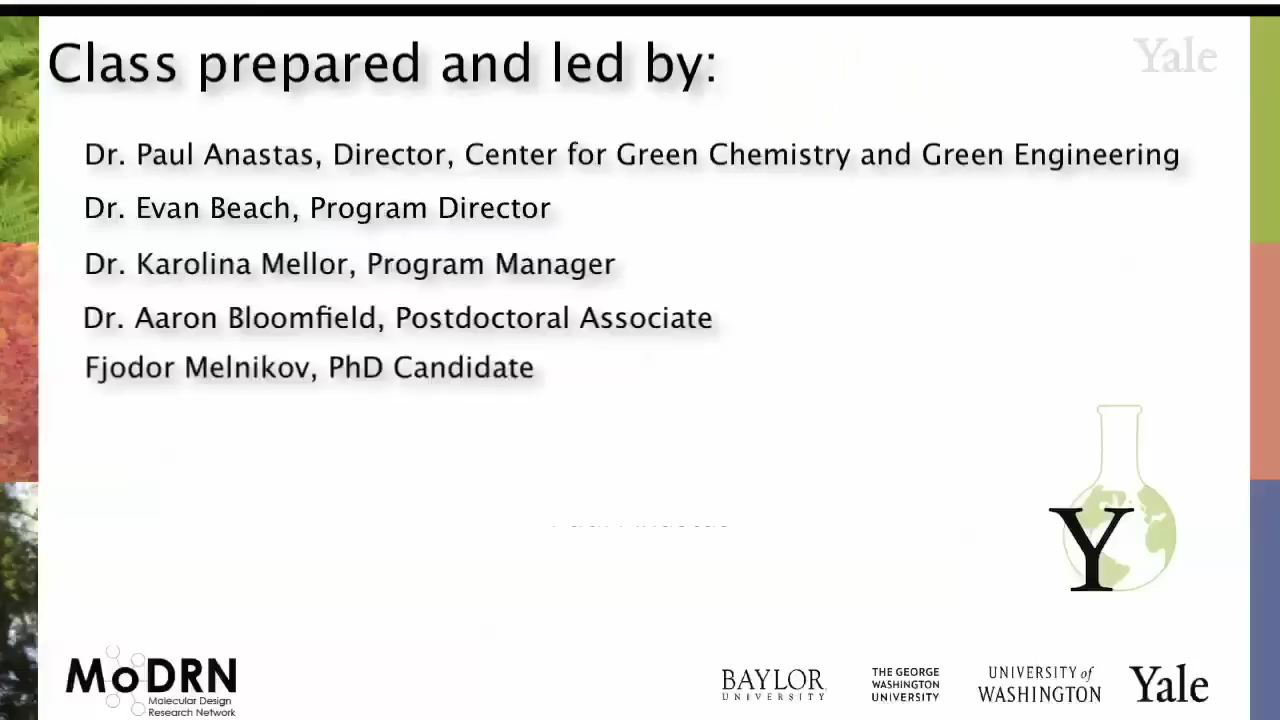 Class prepared and led by:
Yale
Dr. Paul Anastas, Director, Center for Green Chemistry and Green Engineering
Dr. Evan Beach, Program Director
Dr. Karolina Mellor, Program Manager
Dr. Aaron Bloomfield, Postdoctoral Associate
Fjodor Melnikov, PhD Candidate
Y
MoDRN
Molecular Design
Research Network
BAYLOR
UNIVERSITY
THE GEORGE
WASHINGTON
UNIVERSITY
UNIVERSITY of
WASHINGTON
Yale